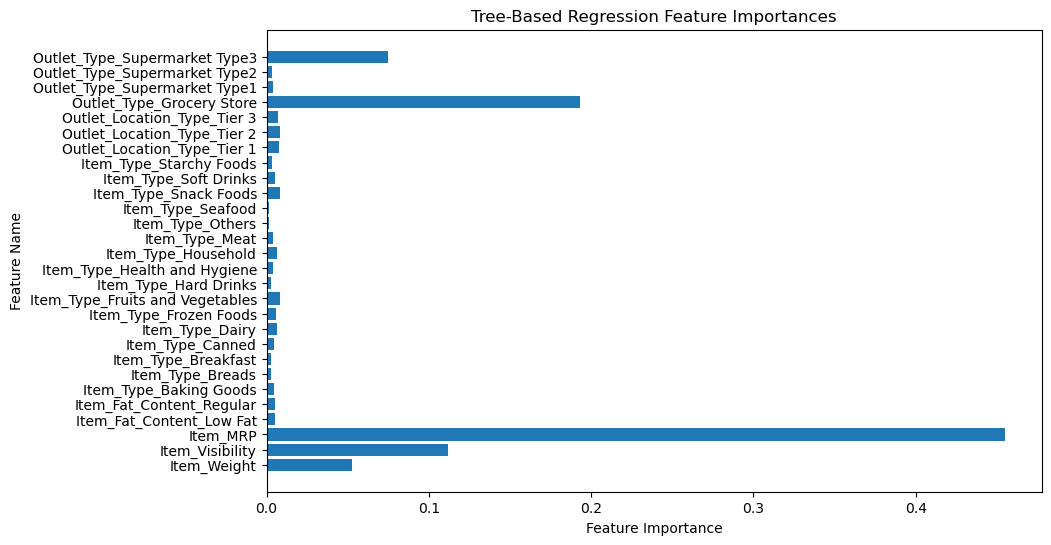 Tree-Based Regression Feature Importances
Outlet_Type_Supermarket Type3
Outlet_Type_Supermarket Type2
Outlet_Type_Supermarket Type1
Outlet_Type_Grocery Store
Outlet_Location_Type_Tier 3
Outlet_Location_Type_Tier 2
Outlet_Location_Type_Tier 1
Item_Type_Starchy Foods
Item_Type_Soft Drinks
Item_Type_Snack Foods
Item_Type_Seafood
Item_Type_Others
Item_Type_Meat
Item_Type_Household
Item_Type_Health and Hygiene
Item_Type_Hard Drinks
Item_Type_Fruits and Vegetables
Item_Type_Frozen Foods
Item_Type_Dairy
Item_Type_Canned
Item_Type_Breakfast
Item_Type_Breads
Item_Type_Baking Goods
Item_Fat_Content_Regular
Item_Fat_Content_Low Fat
Item_MRP
Item_Visibility
Item_Weight
Feature Name
0.0 0.1 0.2 0.3 0.4
Feature Importance